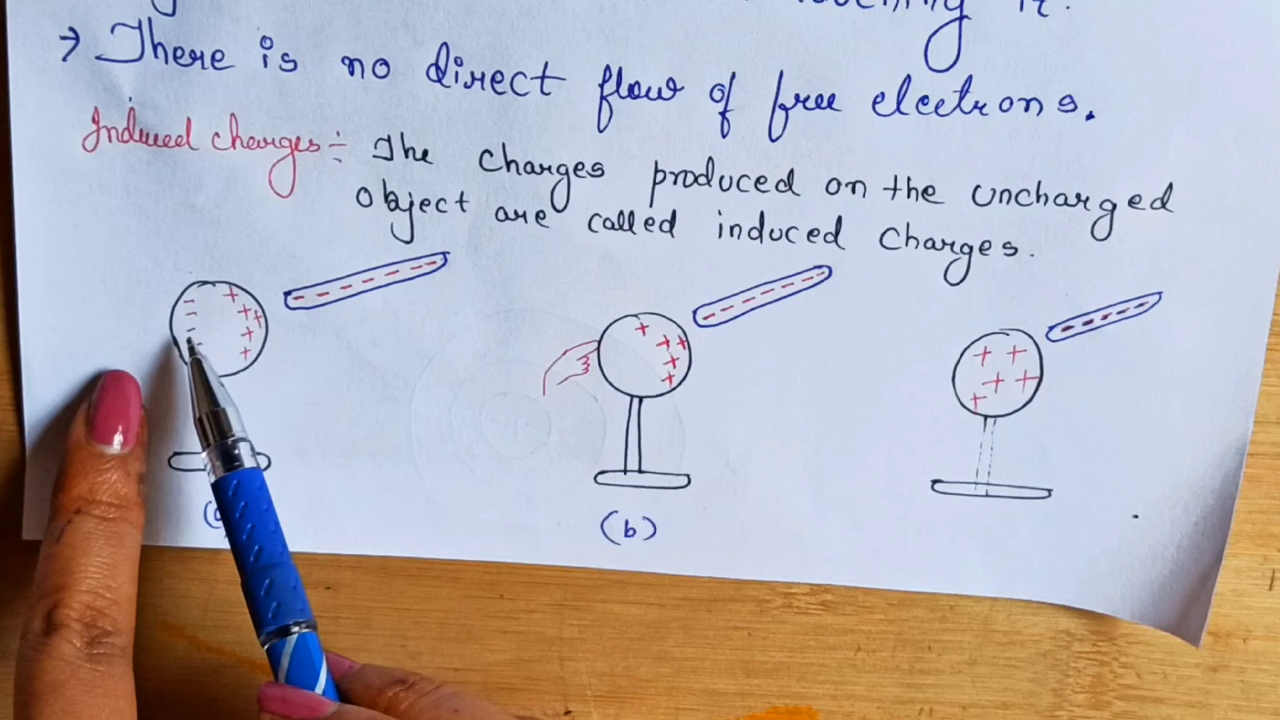 it.
→ There is no direct flow of free electrons.
Induced charges :- The charges produced on the uncharged
object are called induced charges.
(b)